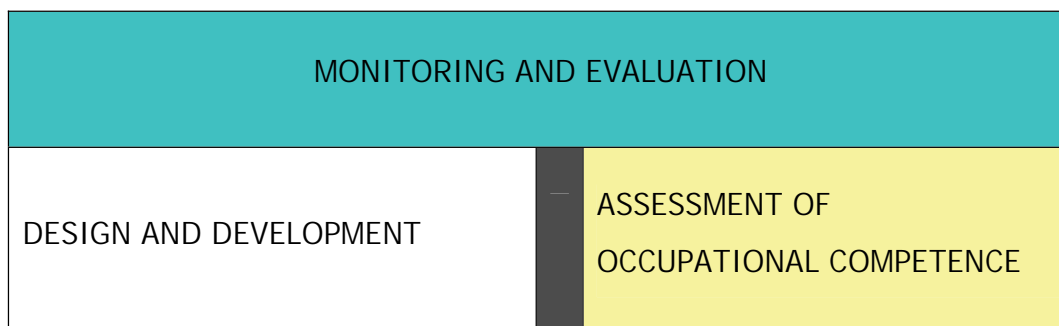 MONITORING AND EVALUATION
DESIGN AND DEVELOPMENT
ASSESSMENT OF
OCCUPATIONAL COMPETENCE